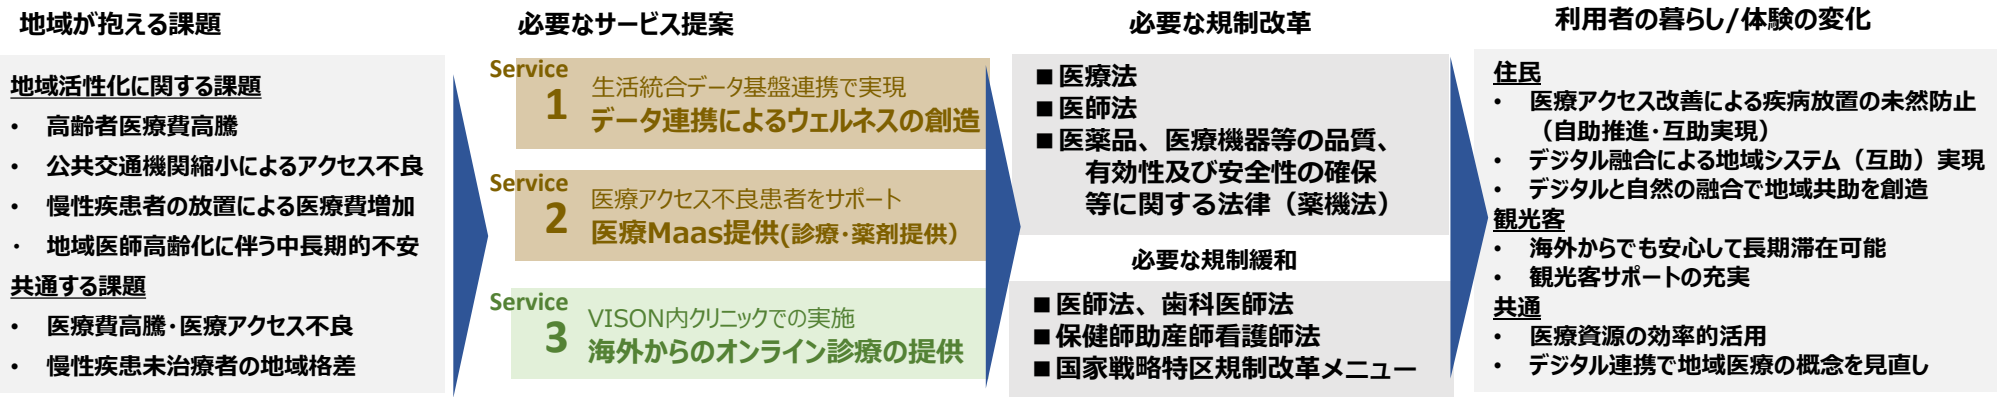 地域が抱える課題
地域活性化に関する課題
• 高齢者医療費高騰
• 公共交通機関縮小によるアクセス不良
• 慢性疾患者の放置による医療費増加
・ 地域医師高齢化に伴う中長期的不安
共通する課題
• 医療費高騰・医療アクセス不良
• 慢性疾患未治療者の地域格差
必要なサービス提案
Service
1
生活統合データ基盤連携で実現
データ連携によるウェルネスの創造
Service
2
医療アクセス不良患者をサポート
医療Maas提供(診療・薬剤提供）
Service
3
VISON内クリニックでの実施
海外からのオンライン診療の提供
必要な規制改革
■医療法
■医師法
■医薬品、医療機器等の品質、
有効性及び安全性の確保
等に関する法律（薬機法）
必要な規制緩和
■医師法、歯科医師法
■保健師助産師看護師法
■国家戦略特区規制改革メニュー
利用者の暮らし/体験の変化
住民
• 医療アクセス改善による疾病放置の未然防止
（自助推進・互助実現）
• デジタル融合による地域システム（互助）実現
• デジタルと自然の融合で地域共助を創造
観光客
• 海外からでも安心して長期滞在可能
• 観光客サポートの充実
共通
• 医療資源の効率的活用
• デジタル連携で地域医療の概念を見直し